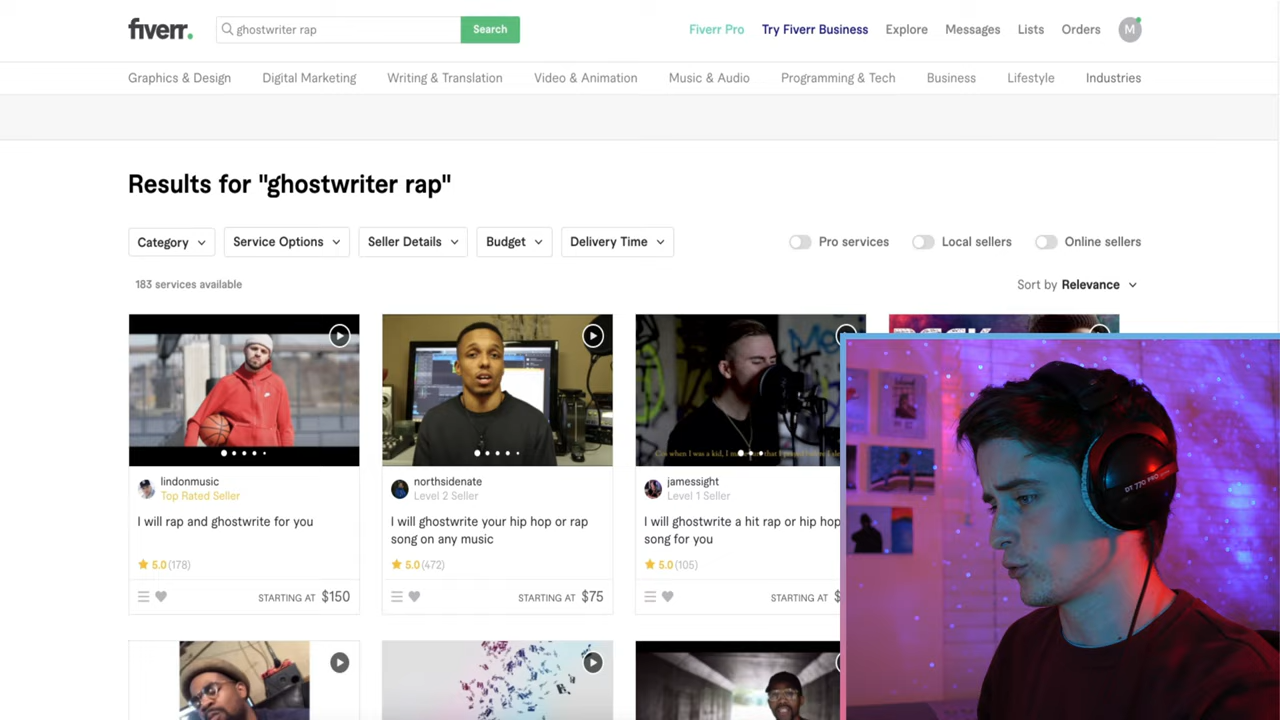 fiverr.
ghostwriter rap
Search
Fiverr Pro
Try Fiverr Business
Explore
Messages
Lists
Orders
M
Graphics & Design
Digital Marketing
Writing & Translation
Video & Animation
Music & Audio
Programming & Tech
Business
Lifestyle
Industries
Results for "ghostwriter rap"
Category
Service Options
Seller Details
Budget
Delivery Time
Pro services
Local sellers
Online sellers
183 services available
Sort by Relevance
lindonmusic
Top Rated Seller
I will rap and ghostwrite for you
5.0 (178)
STARTING AT $150
northsidenate
Level 2 Seller
I will ghostwrite your hip hop or rap
song on any music
5.0 (472)
STARTING AT $75
jamessight
Level 1 Seller
I will ghostwrite a hit rap or hip hop
song for you
5.0 (105)
STARTING AT $
DT 770 PRO